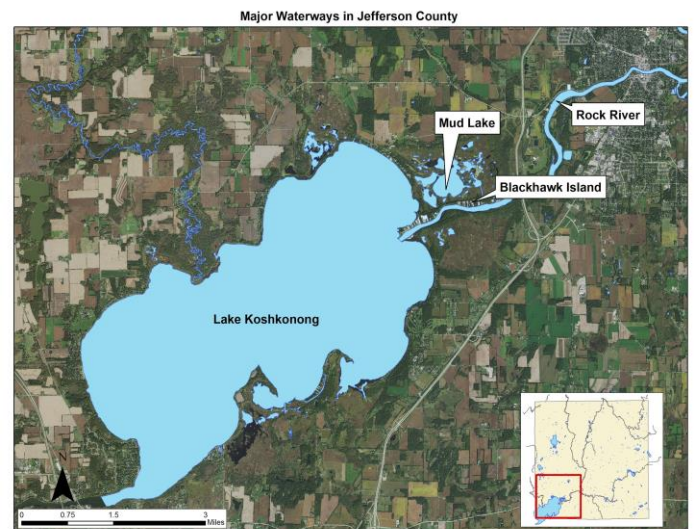 Major Waterways in Jefferson County
Rock River
Mud Lake
Blackhawk Island
Lake Koshkonong
N
0 0.75 1.5 3
Miles